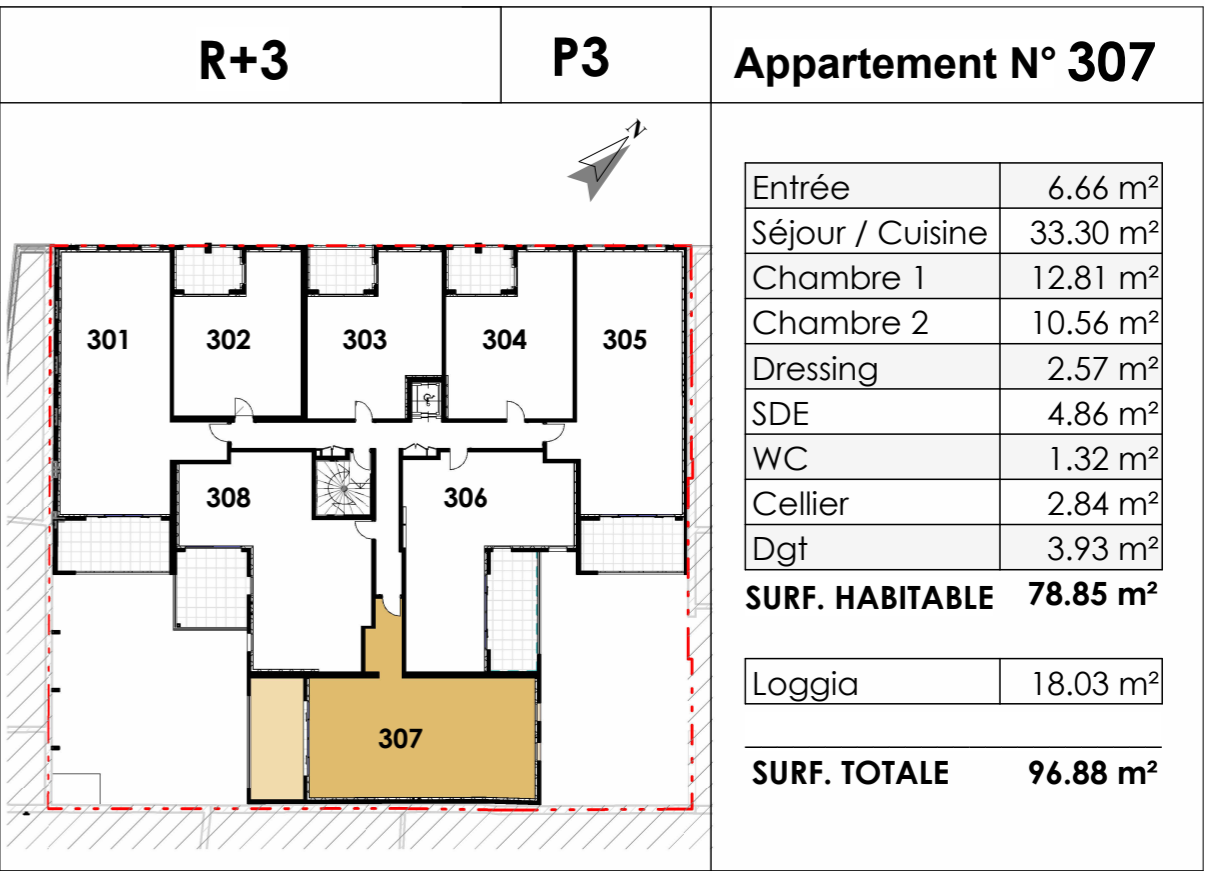 R+3
P3
Appartement N° 307
N
Entrée 6.66 m²
Séjour / Cuisine 33.30 m²
Chambre 1 12.81 m²
Chambre 2 10.56 m²
Dressing 2.57 m²
SDE 4.86 m²
WC 1.32 m²
Cellier 2.84 m²
Dgt 3.93 m²
SURF. HABITABLE 78.85 m²
Loggia 18.03 m²
SURF. TOTALE 96.88 m²
301
302
303
304
305
308
306
307